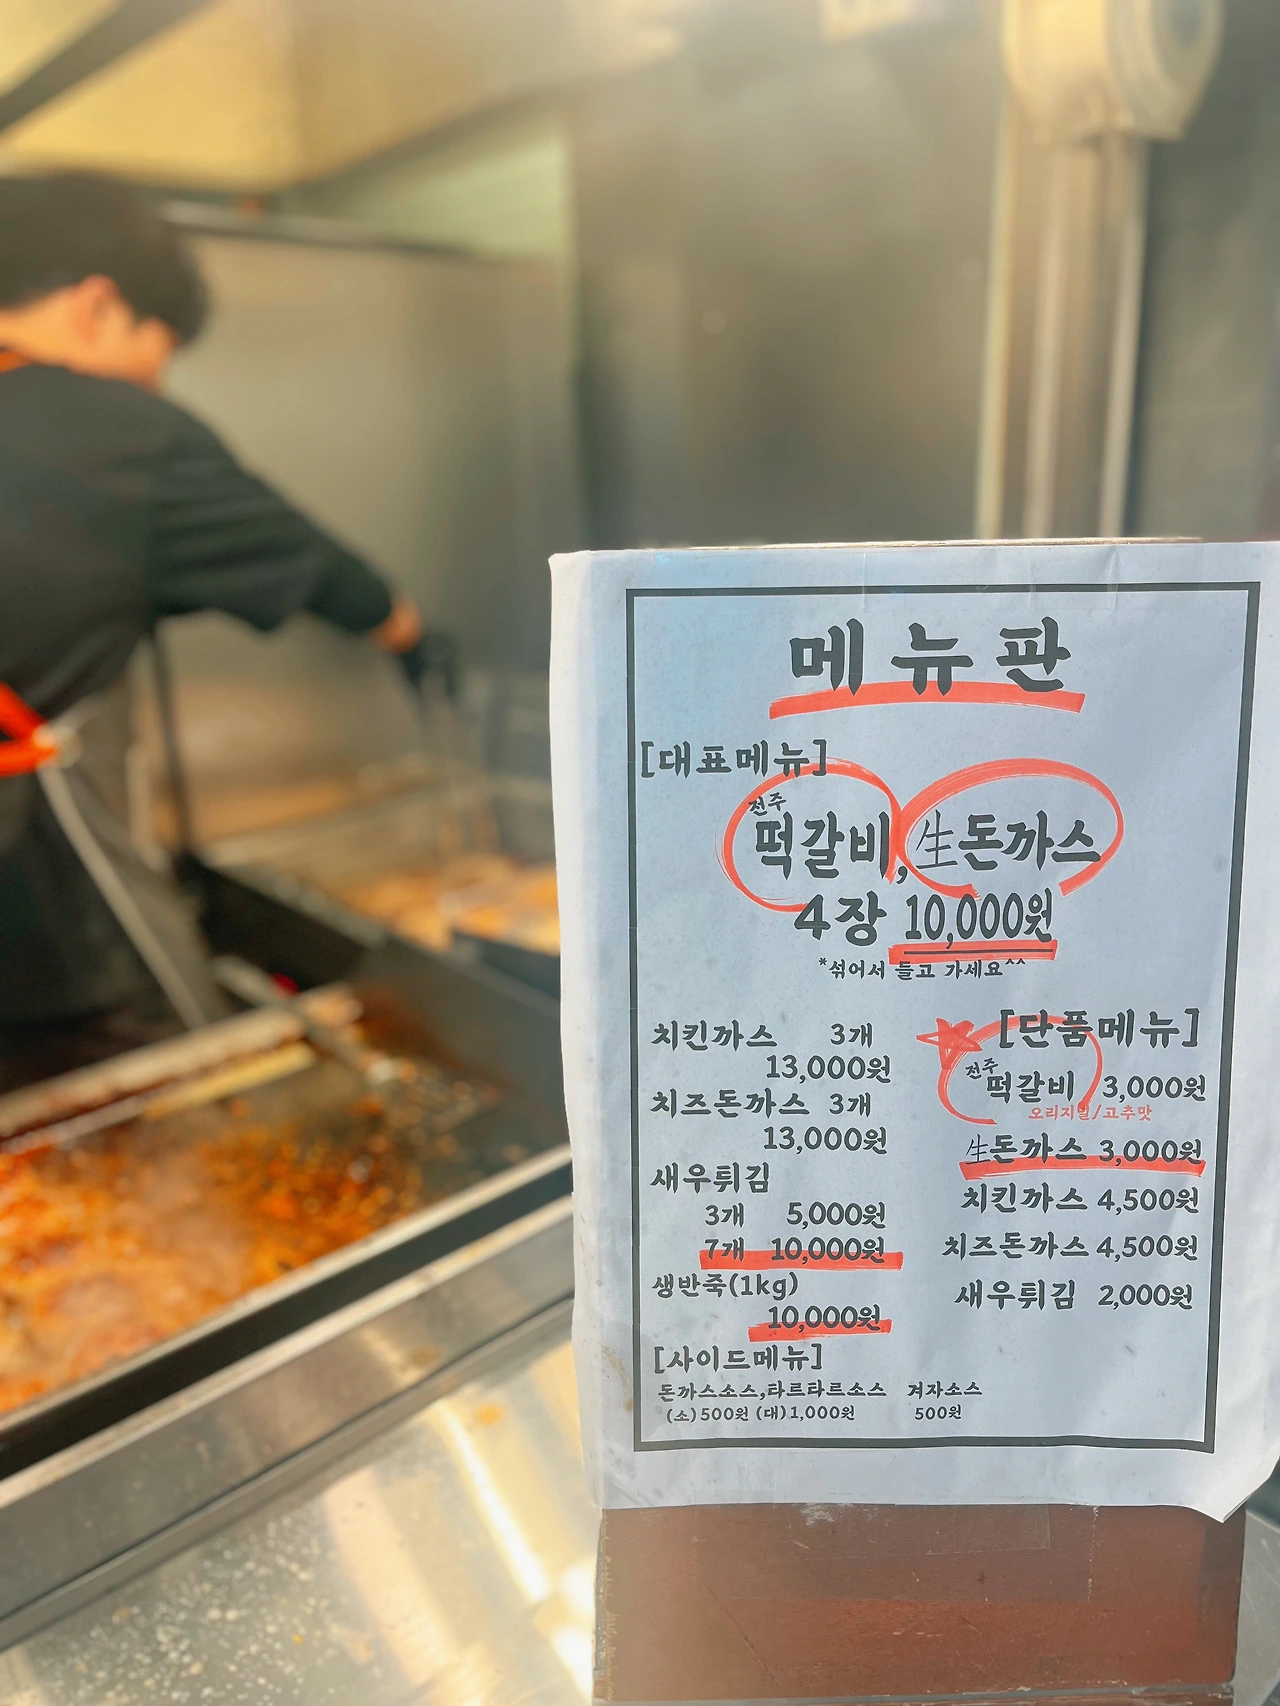 메뉴판
[대표메뉴]
전주
떡갈비, 生돈까스
4장 10,000원
*섞어서 들고 가세요^^
치킨까스 3개
13,000원
치즈돈까스 3개
13,000원
새우튀김
3개 5,000원
7개 10,000원
생반죽(1kg)
10,000원
[단품메뉴]
전주
떡갈비 3,000원
오리지널/고추맛
生돈까스 3,000원
치킨까스 4,500원
치즈돈까스 4,500원
새우튀김 2,000원
[사이드메뉴]
돈까스소스,타르타르소스 겨자소스
(소)500원 (대)1,000원 500원